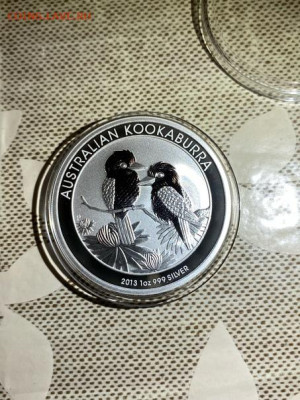 AUSTRALIAN KOOKABURRA
2013 1oz 999 SILVER